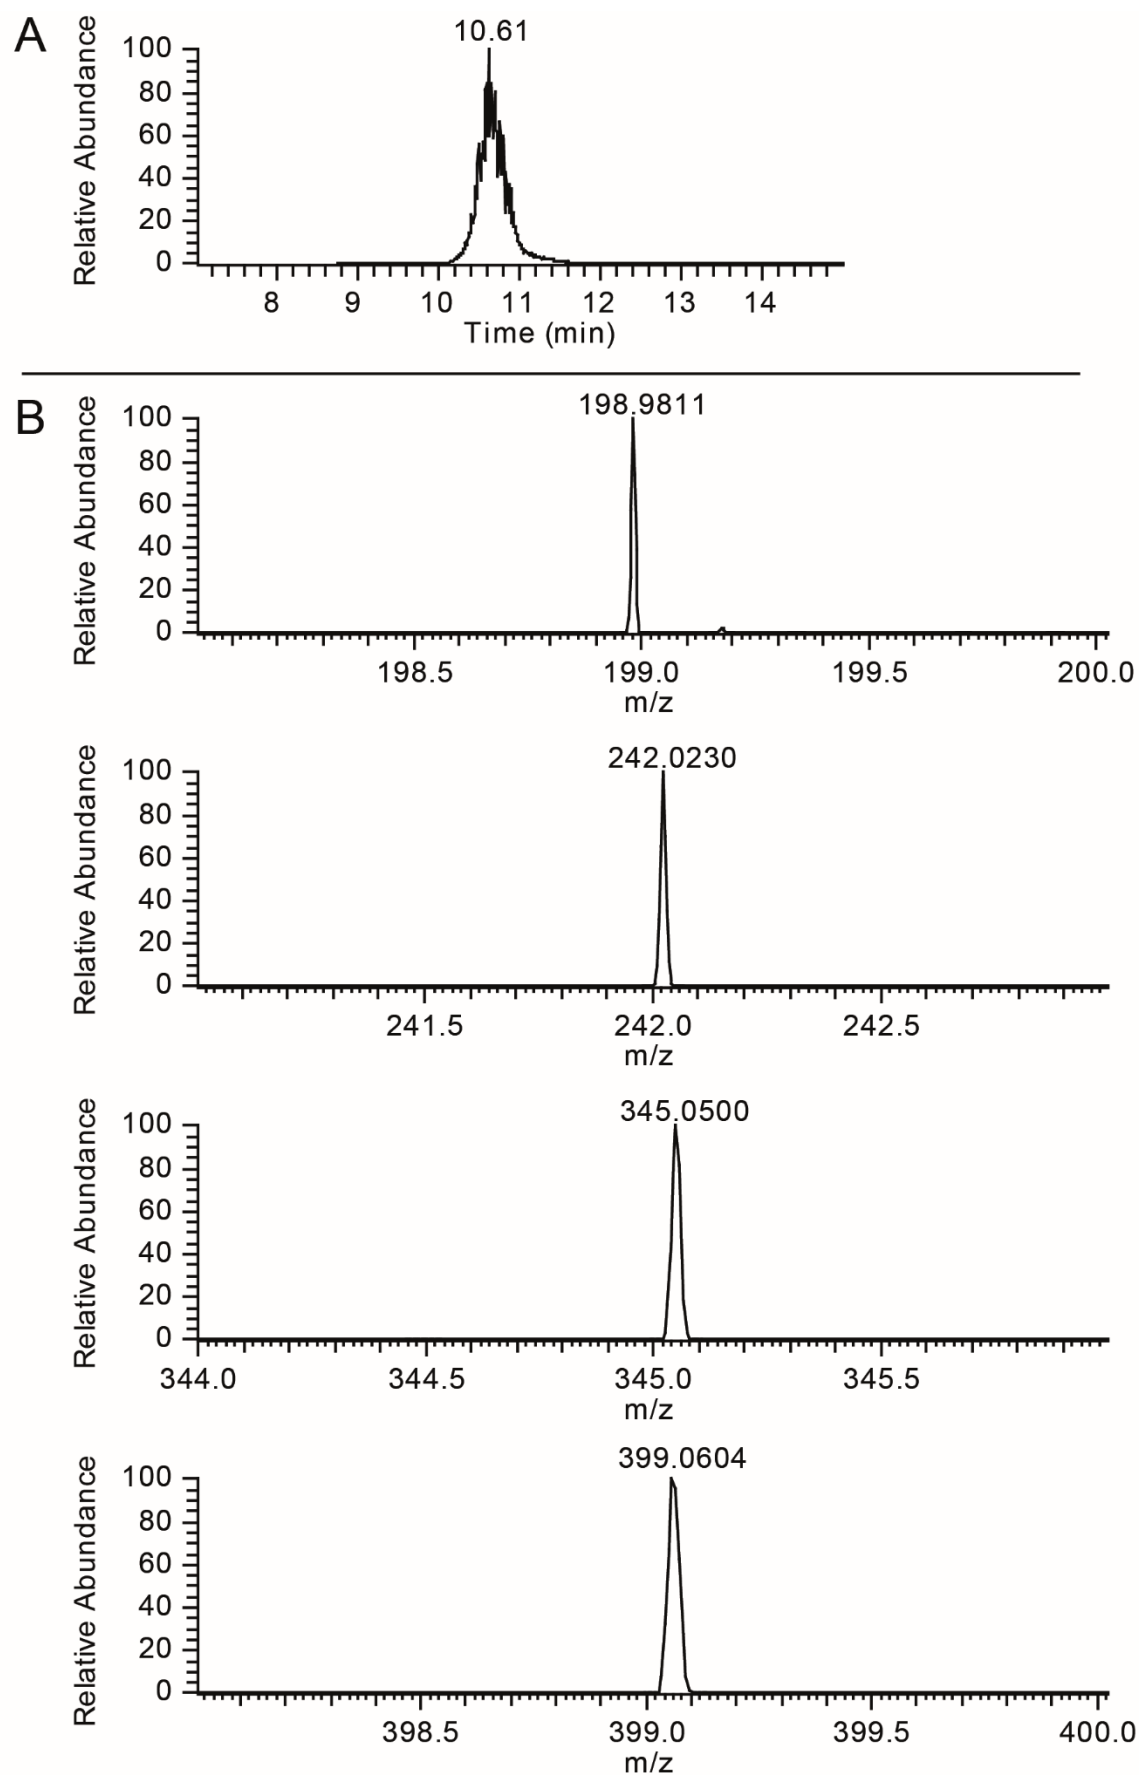 A
10.61
Relative Abundance
100
80
60
40
20
0
8 9 10 11 12 13 14
Time (min)
B
198.9811
Relative Abundance
100
80
60
40
20
0
198.5 199.0 199.5 200.0
m/z
242.0230
Relative Abundance
100
80
60
40
20
0
241.5 242.0 242.5
m/z
345.0500
Relative Abundance
100
80
60
40
20
0
344.0 344.5 345.0 345.5
m/z
399.0604
Relative Abundance
100
80
60
40
20
0
398.5 399.0 399.5 400.0
m/z